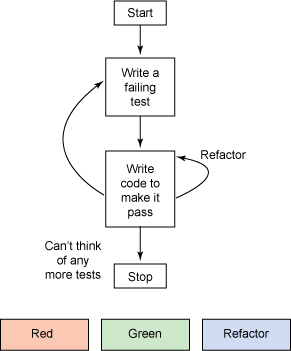 Start
Write a
failing
test
Write
code to
make it
pass
Refactor
Can't think
of any
more tests
Stop
Red
Green
Refactor